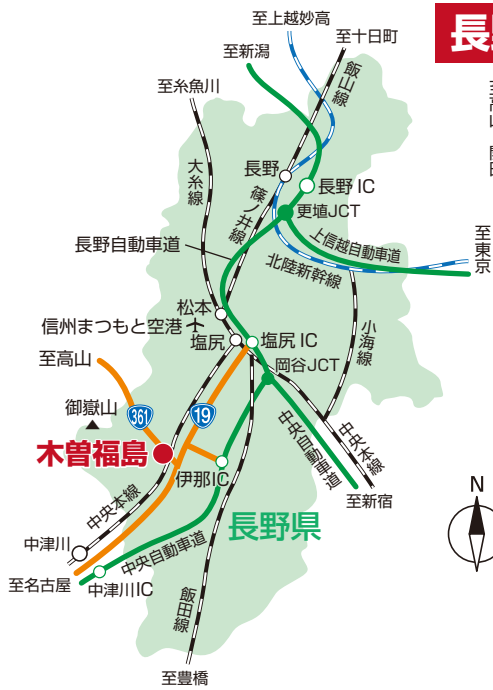 至上越妙高
至十日町
至新潟
至糸魚川
飯山線
大糸線
長野
長野IC
篠ノ井線
更埴JCT
長野自動車道
上信越自動車道
北陸新幹線
至東京
松本
信州まつもと空港
塩尻
塩尻IC
小海線
岡谷JCT
至高山
361
19
御嶽山
木曽福島
中央自動車道
中央本線
伊那IC
至新宿
中央本線
長野県
中津川
中央自動車道
至名古屋
中津川IC
飯田線
至豊橋
N
長